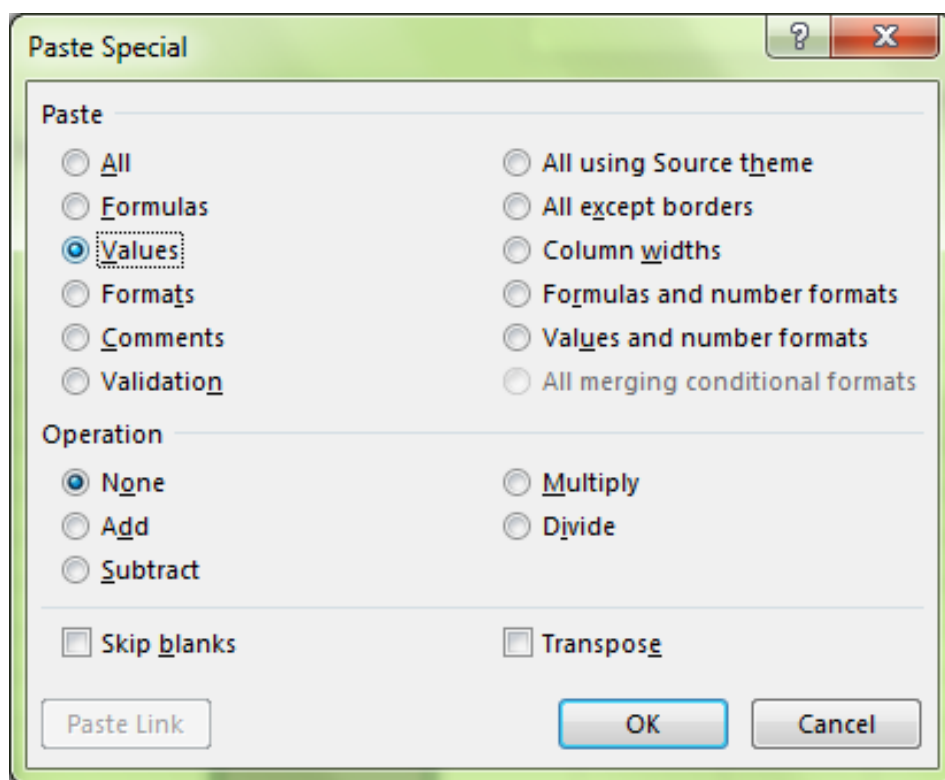 Paste Special
?
Paste
All
All using Source theme
Formulas
All except borders
Values
Column widths
Formats
Formulas and number formats
Comments
Values and number formats
Validation
All merging conditional formats
Operation
None
Multiply
Add
Divide
Subtract
Skip blanks
Transpose
Paste Link
OK
Cancel